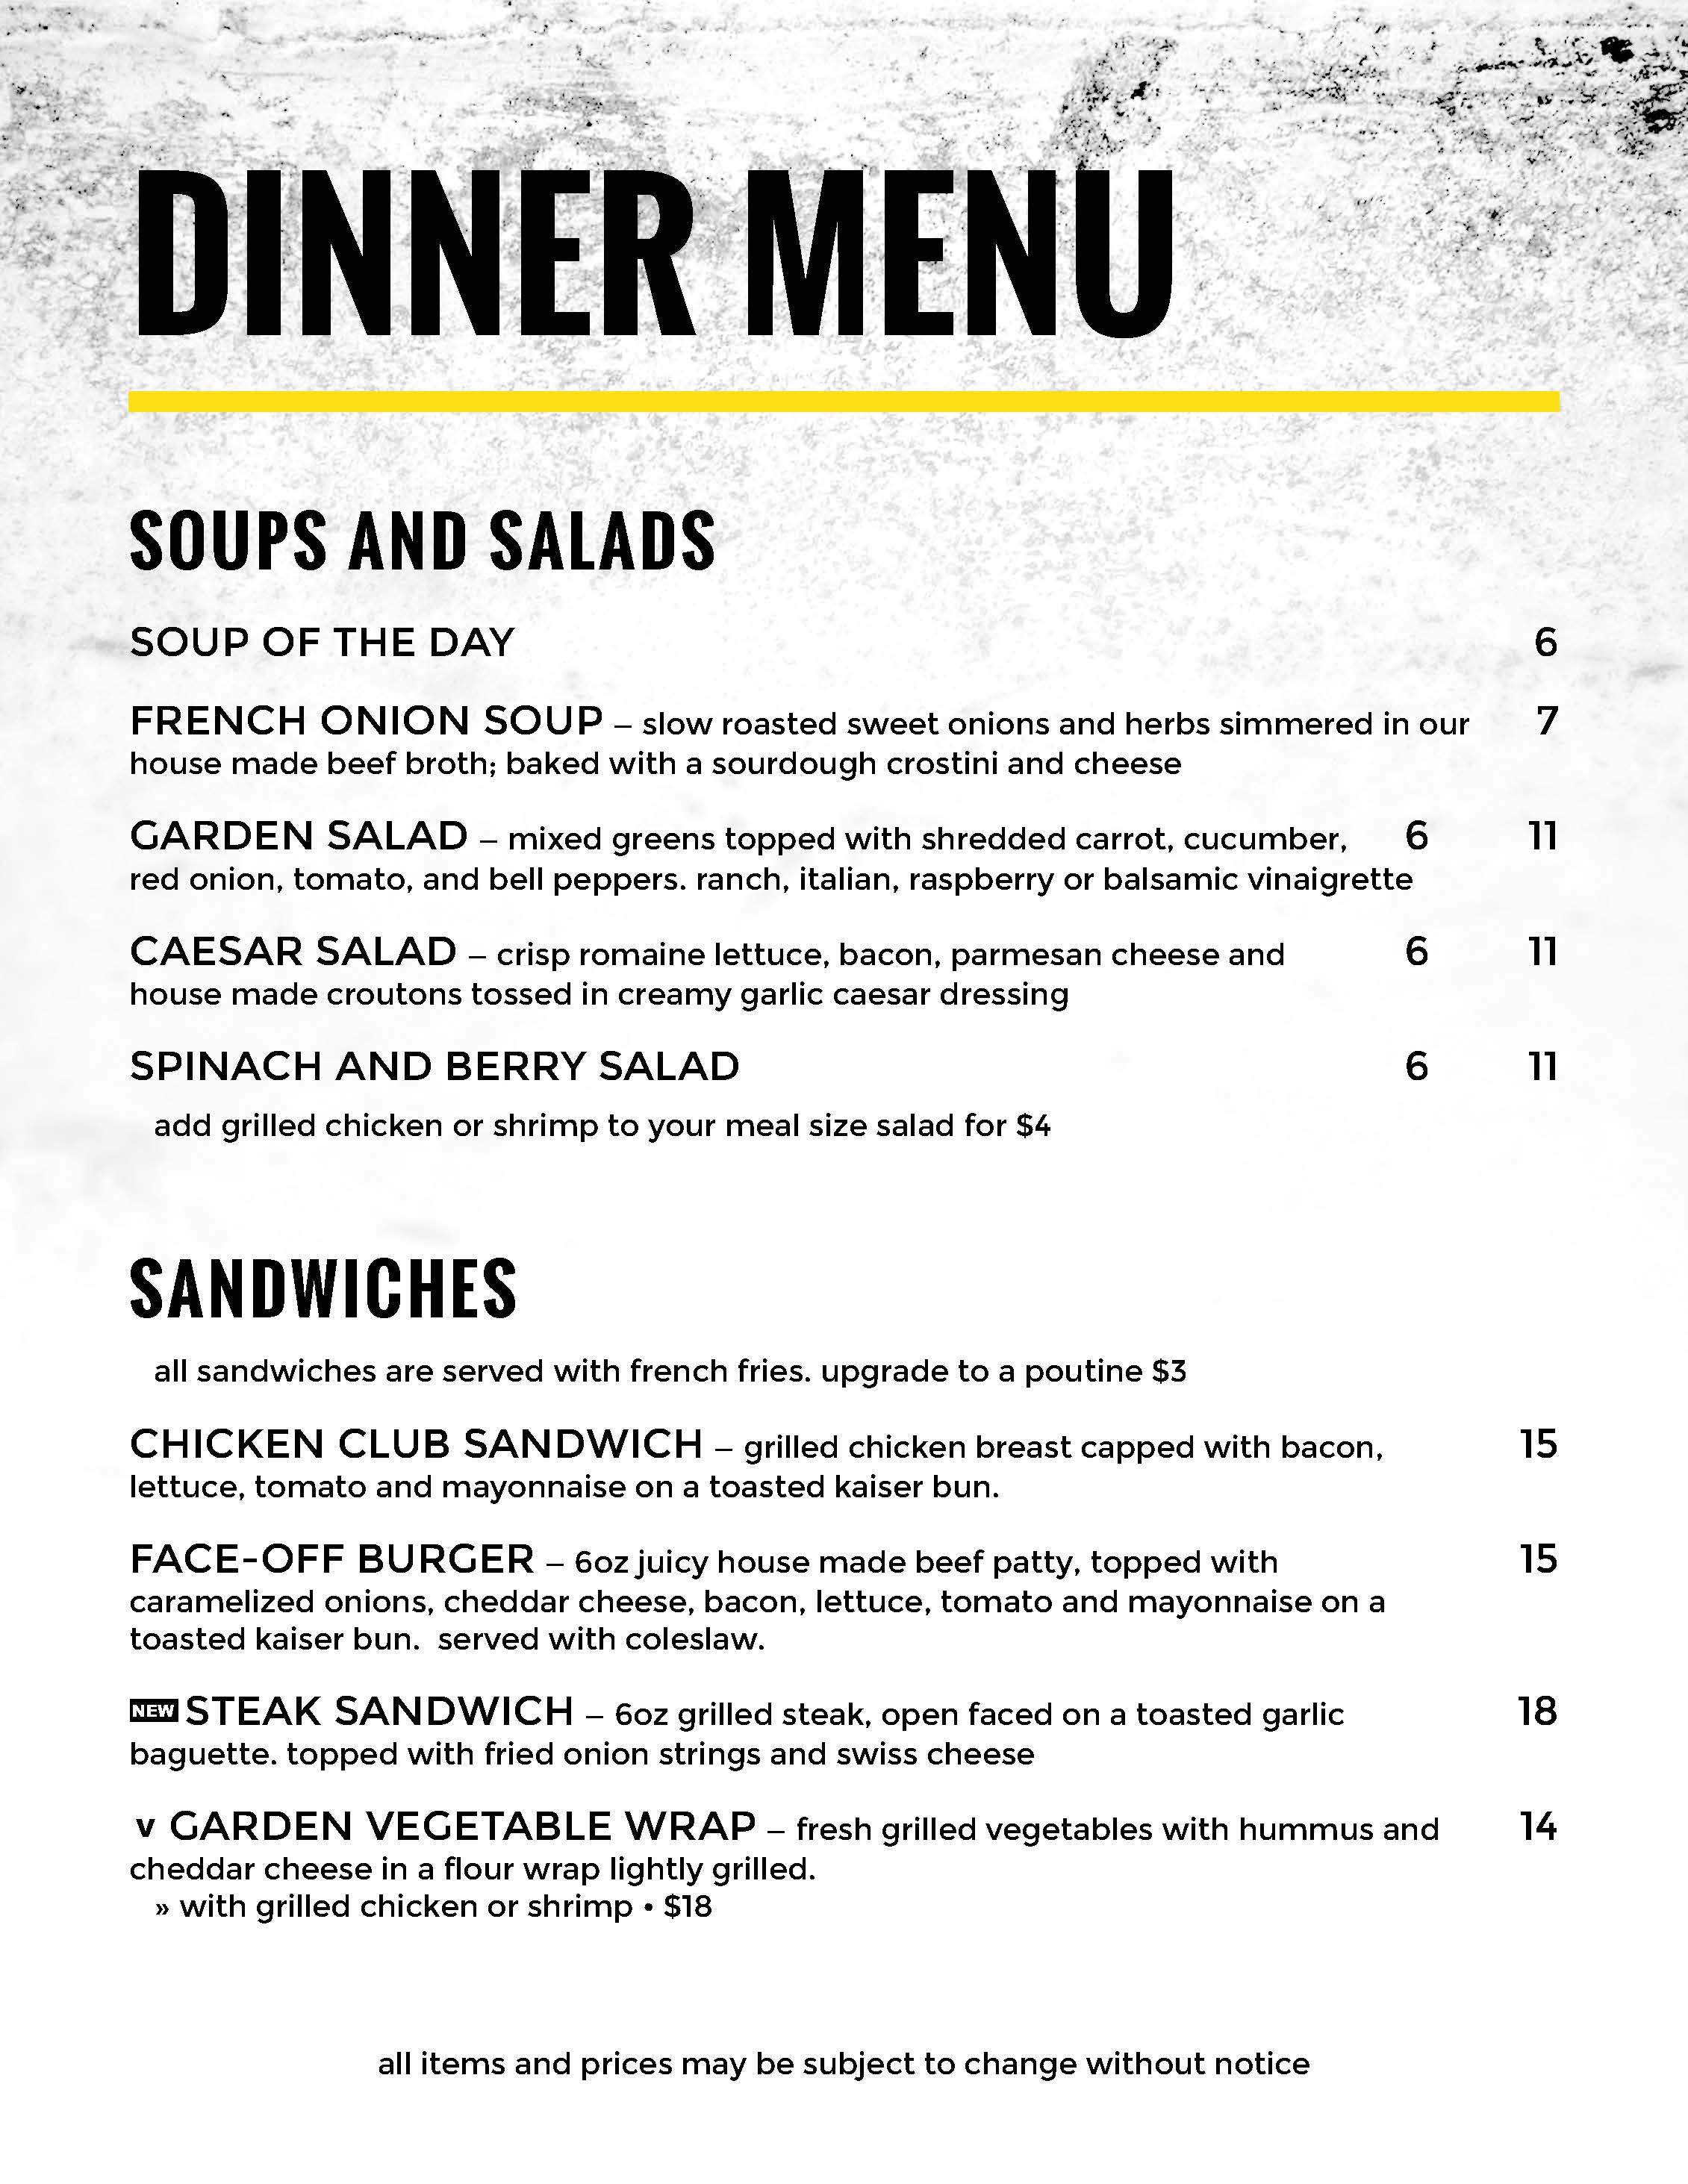 DINNER MENU
SOUPS AND SALADS
SOUP OF THE DAY 6
FRENCH ONION SOUP – slow roasted sweet onions and herbs simmered in our 7
house made beef broth; baked with a sourdough crostini and cheese
GARDEN SALAD – mixed greens topped with shredded carrot, cucumber, 6 11
red onion, tomato, and bell peppers. ranch, italian, raspberry or balsamic vinaigrette
CAESAR SALAD – crisp romaine lettuce, bacon, parmesan cheese and 6 11
house made croutons tossed in creamy garlic caesar dressing
SPINACH AND BERRY SALAD 6 11
add grilled chicken or shrimp to your meal size salad for $4
SANDWICHES
all sandwiches are served with french fries. upgrade to a poutine $3
CHICKEN CLUB SANDWICH – grilled chicken breast capped with bacon, 15
lettuce, tomato and mayonnaise on a toasted kaiser bun.
FACE-OFF BURGER – 6oz juicy house made beef patty, topped with 15
caramelized onions, cheddar cheese, bacon, lettuce, tomato and mayonnaise on a
toasted kaiser bun. served with coleslaw.
NEW STEAK SANDWICH – 6oz grilled steak, open faced on a toasted garlic 18
baguette. topped with fried onion strings and swiss cheese
v GARDEN VEGETABLE WRAP – fresh grilled vegetables with hummus and 14
cheddar cheese in a flour wrap lightly grilled.
» with grilled chicken or shrimp • $18
all items and prices may be subject to change without notice